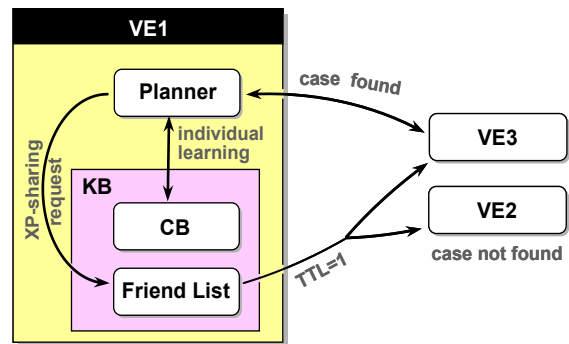 VE1
Planner
case found
XP-sharing
request
individual
learning
VE3
KB
CB
VE2
case not found
Friend List
TTL=1